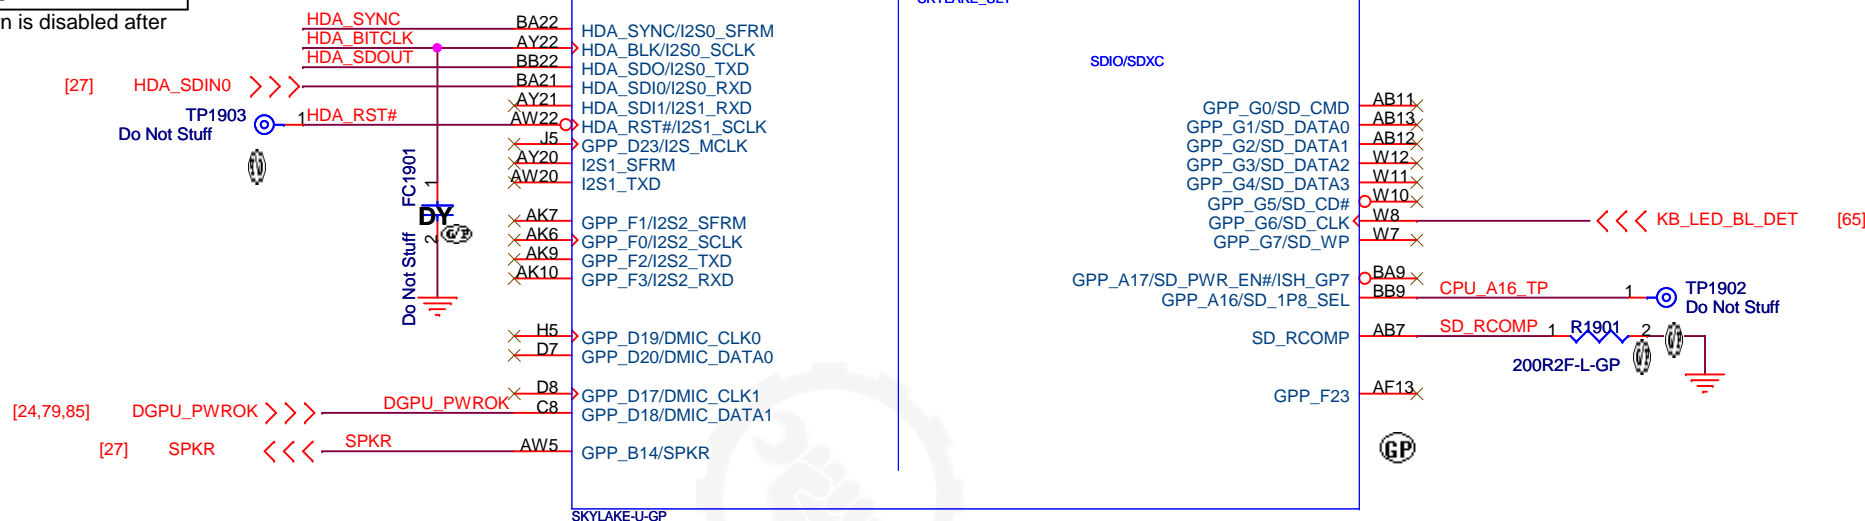 SKYLAKE_ULT
n is disabled after
HDA_SYNC BA22 HDA_SYNC/I2S0_SFRM
HDA_BITCLK AY22 HDA_BLK/I2S0_SCLK
HDA_SDOUT BB22 HDA_SDO/I2S0_TXD
SDIO/SDXC
[27] HDA_SDIN0 BA21 HDA_SDI0/I2S0_RXD
AY21 HDA_SDI1/I2S1_RXD
TP1903 1 HDA_RST# AW22 HDA_RST#/I2S1_SCLK
Do Not Stuff
J5 GPP_D23/I2S_MCLK
AY20 I2S1_SFRM
AW20 I2S1_TXD
GPP_G0/SD_CMD AB11
GPP_G1/SD_DATA0 AB13
GPP_G2/SD_DATA1 AB12
GPP_G3/SD_DATA2 W12
GPP_G4/SD_DATA3 W11
GPP_G5/SD_CD# W10
GPP_G6/SD_CLK W8 KB_LED_BL_DET [65]
GPP_G7/SD_WP W7
FC1901
1
DY
2
G/P
Do Not Stuff
AK7 GPP_F1/I2S2_SFRM
AK6 GPP_F0/I2S2_SCLK
AK9 GPP_F2/I2S2_TXD
AK10 GPP_F3/I2S2_RXD
GPP_A17/SD_PWR_EN#/ISH_GP7 BA9
GPP_A16/SD_1P8_SEL BB9 CPU_A16_TP 1 TP1902
Do Not Stuff
H5 GPP_D19/DMIC_CLK0
D7 GPP_D20/DMIC_DATA0
SD_RCOMP AB7 SD_RCOMP 1 R1901 2
200R2F-L-GP
D8 GPP_D17/DMIC_CLK1
[24,79,85] DGPU_PWROK DGPU_PWROK C8 GPP_D18/DMIC_DATA1
GPP_F23 AF13
[27] SPKR SPKR AW5 GPP_B14/SPKR
GP
SKYLAKE-U-GP